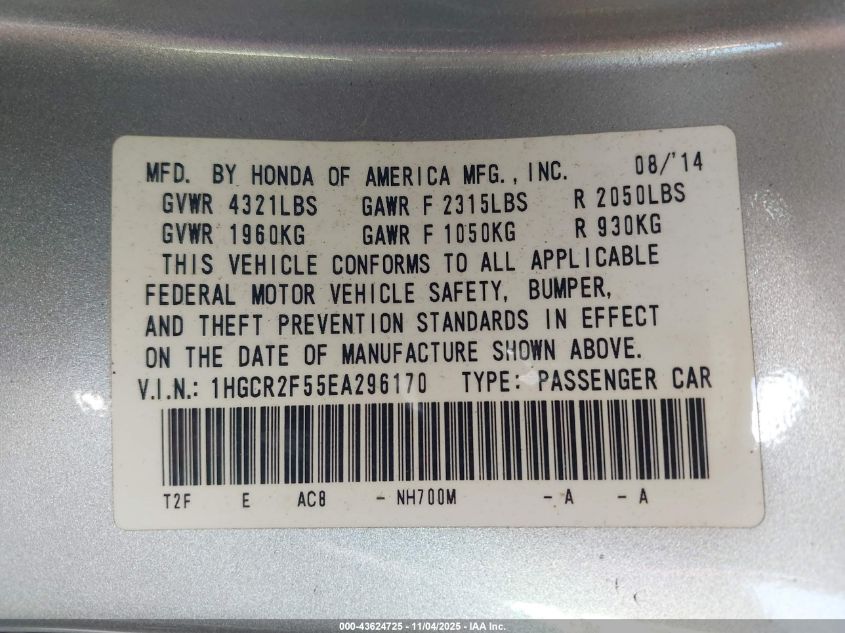 MFD. BY HONDA OF AMERICA MFG., INC. 08/'14
GVWR 4321LBS GAWR F 2315LBS R 2050LBS
GVWR 1960KG GAWR F 1050KG R 930KG
THIS VEHICLE CONFORMS TO ALL APPLICABLE
FEDERAL MOTOR VEHICLE SAFETY, BUMPER,
AND THEFT PREVENTION STANDARDS IN EFFECT
ON THE DATE OF MANUFACTURE SHOWN ABOVE.
V.I.N.: 1HGCR2F55EA296170 TYPE: PASSENGER CAR
T2F E AC8 - NH700M - A - A
000-43624725 - 11/04/2025 - IAA Inc.